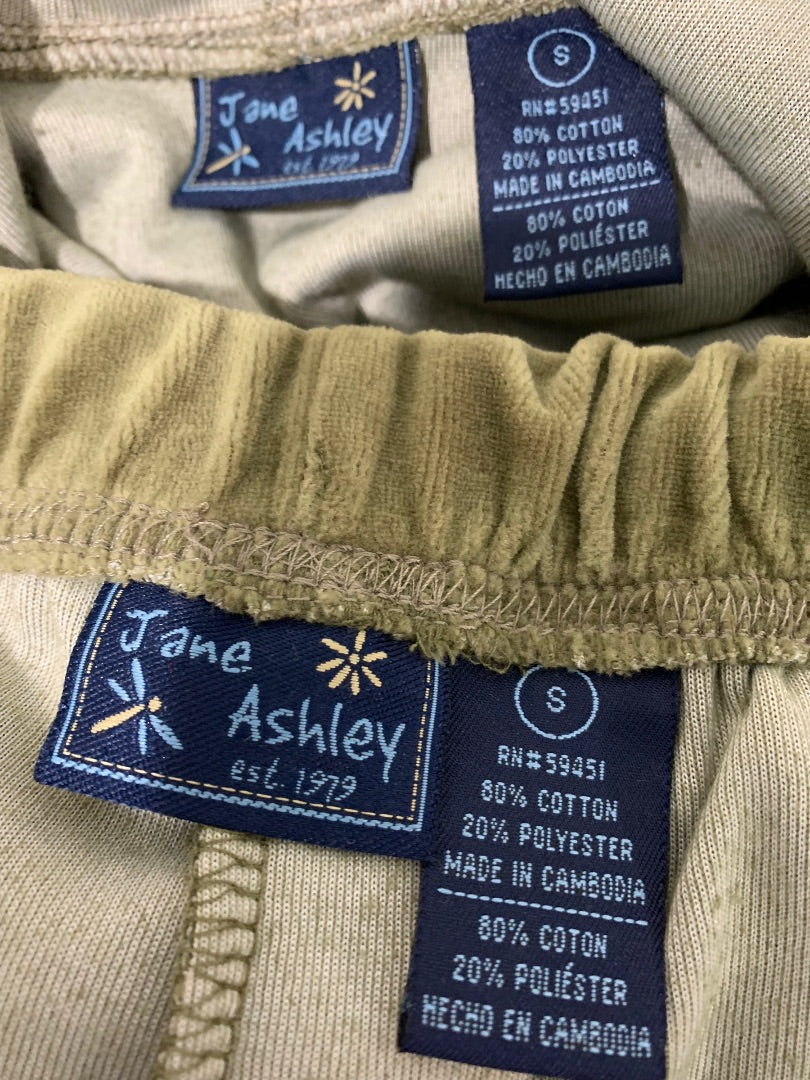 Jane
Ashley
est. 1979
S
RN#59451
80% COTTON
20% POLYESTER
MADE IN CAMBODIA
80% COTON
20% POLIÉSTER
HECHO EN CAMBODIA
Jane
Ashley
est. 1979
S
RN#59451
80% COTTON
20% POLYESTER
MADE IN CAMBODIA
80% COTON
20% POLIÉSTER
HECHO EN CAMBODIA